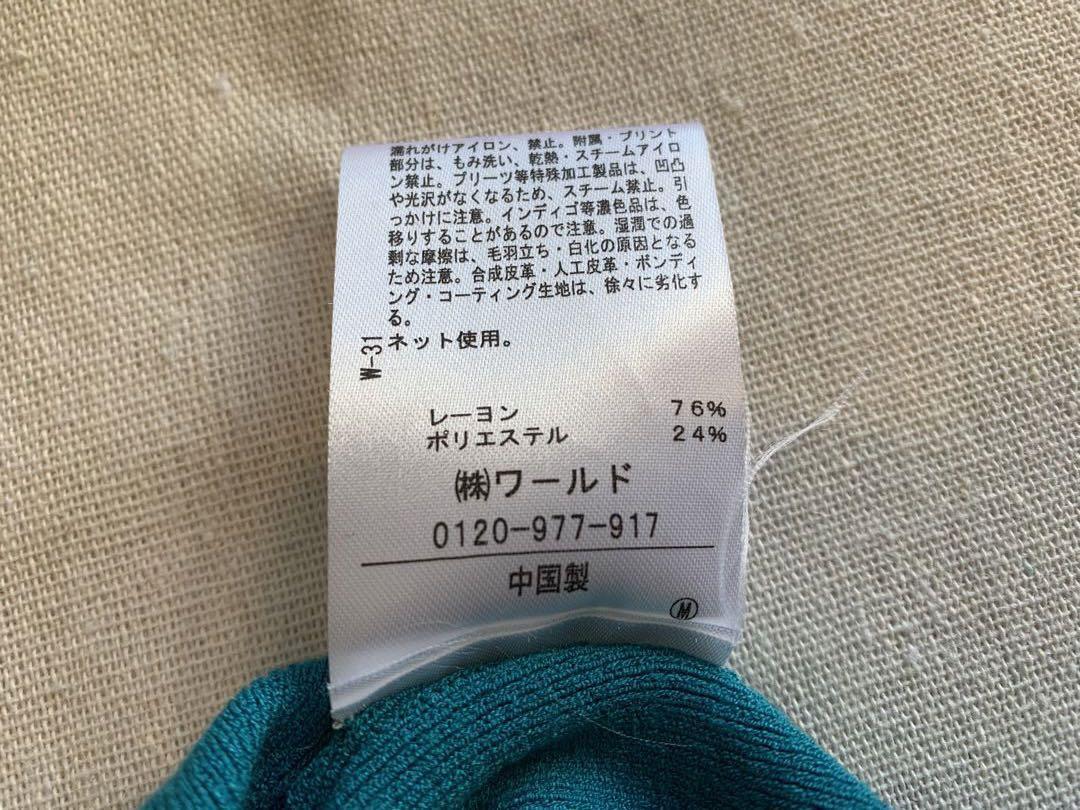 濡れがけアイロン、禁止。附属・プリント
部分は、もみ洗い、乾熱・スチームアイロ
ン禁止。プリーツ等特殊加工製品は、凹凸
や光沢がなくなるため、スチーム禁止。引
っかけに注意。インディゴ等濃色品は、色
移りすることがあるので注意。湿潤での過
剰な摩擦は、毛羽立ち・白化の原因となる
ため注意。合成皮革・人工皮革・ボンディ
ング・コーティング生地は、徐々に劣化す
る。
ネット使用。
W-31
レーヨン 76%
ポリエステル 24%
㈱ワールド
0120-977-917
中国製
Ⓜ